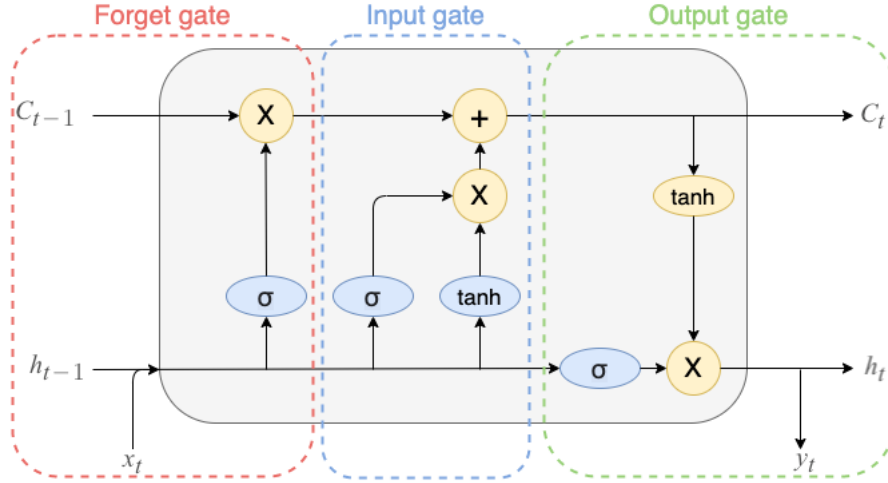 Forget gate Input gate Output gate
C_{t-1} X + C_t
X tanh
σ σ tanh
h_{t-1} σ X h_t
x_t y_t